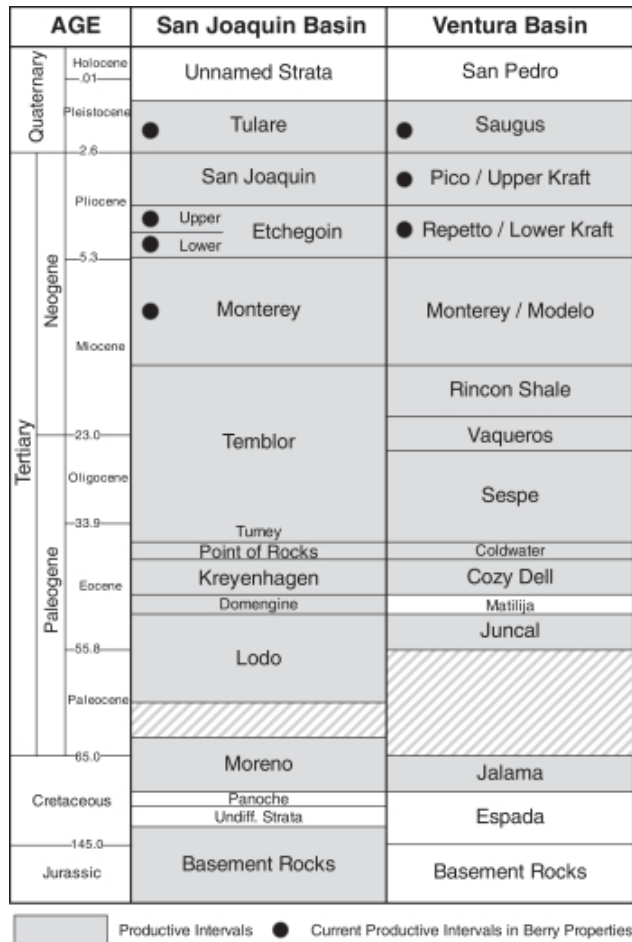 AGE San Joaquin Basin Ventura Basin
Quaternary
Holocene
.01
Pleistocene
2.6
Tertiary
Neogene
Pliocene
5.3
Miocene
23.0
Paleogene
Oligocene
33.9
Eocene
55.8
Paleocene
65.0
Cretaceous
145.0
Jurassic
Unnamed Strata
Tulare
San Joaquin
Upper
Lower
Etchegoin
Monterey
Temblor
Tumey
Point of Rocks
Kreyenhagen
Domengine
Lodo
Moreno
Panoche
Undiff. Strata
Basement Rocks
San Pedro
Saugus
Pico / Upper Kraft
Repetto / Lower Kraft
Monterey / Modelo
Rincon Shale
Vaqueros
Sespe
Coldwater
Cozy Dell
Matilija
Juncal
Jalama
Espada
Basement Rocks
Productive Intervals Current Productive Intervals in Berry Properties